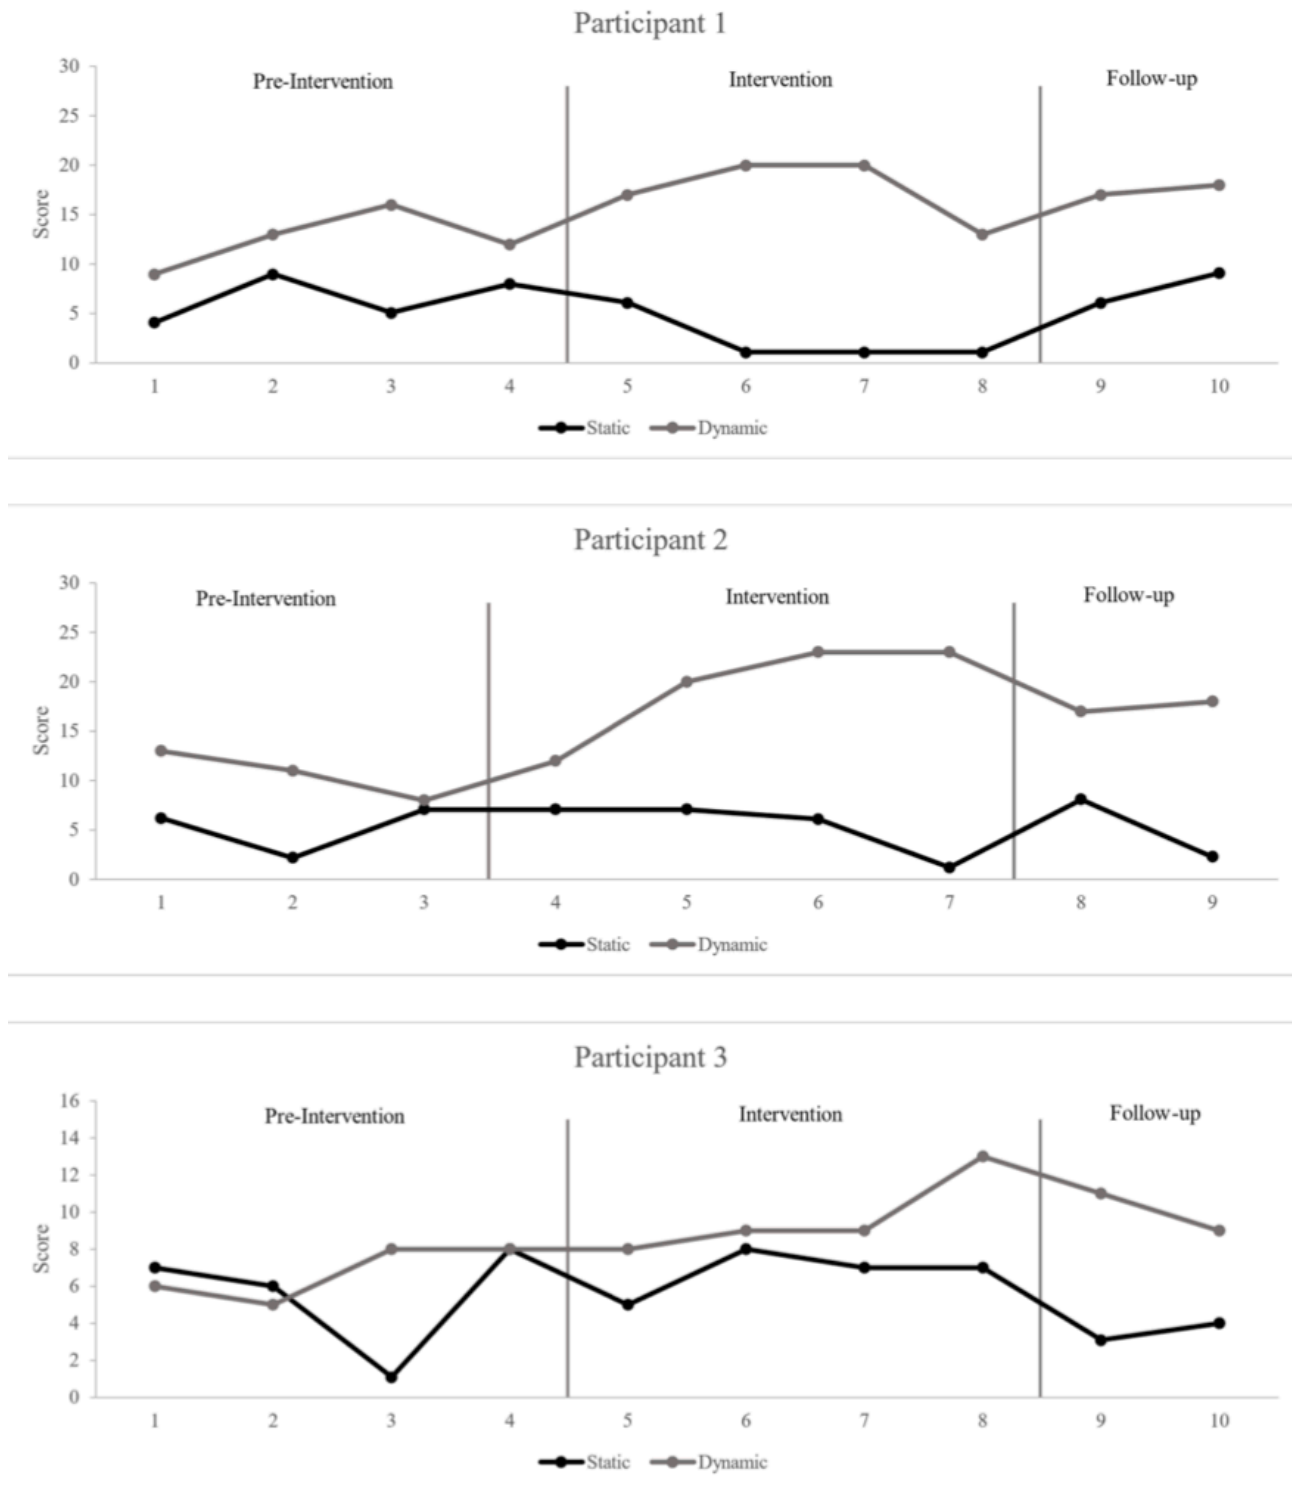 Participant 1
30
Pre-Intervention Intervention Follow-up
25
20
Score
15
10
5
0
1 2 3 4 5 6 7 8 9 10
Static Dynamic
Participant 2
30
Pre-Intervention Intervention Follow-up
25
20
Score
15
10
5
0
1 2 3 4 5 6 7 8 9
Static Dynamic
Participant 3
16
Pre-Intervention Intervention Follow-up
14
12
10
Score
8
6
4
2
0
1 2 3 4 5 6 7 8 9 10
Static Dynamic